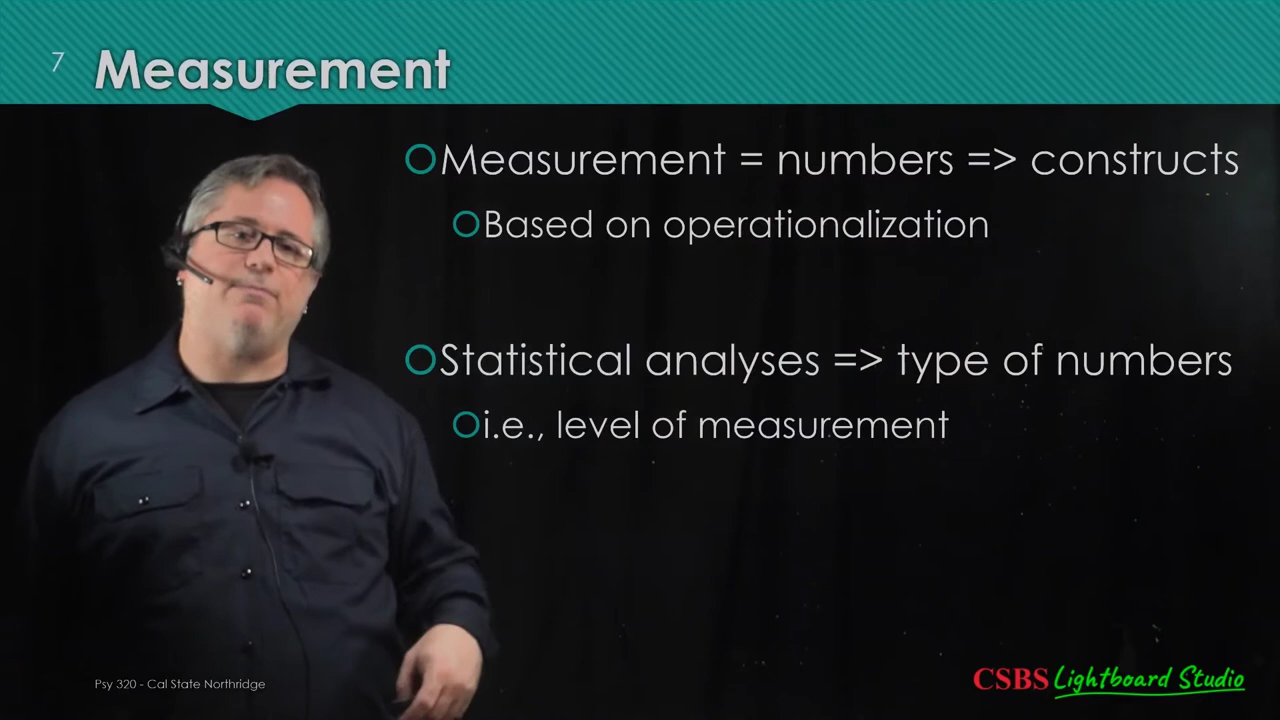 7
Measurement
Measurement = numbers => constructs
Based on operationalization
Statistical analyses => type of numbers
i.e., level of measurement
Psy 320 - Cal State Northridge
CSBS Lightboard Studio